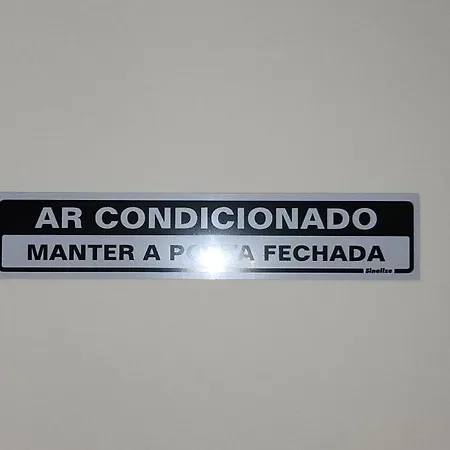 AR CONDICIONADO
MANTER A FECHADA
Sinalize